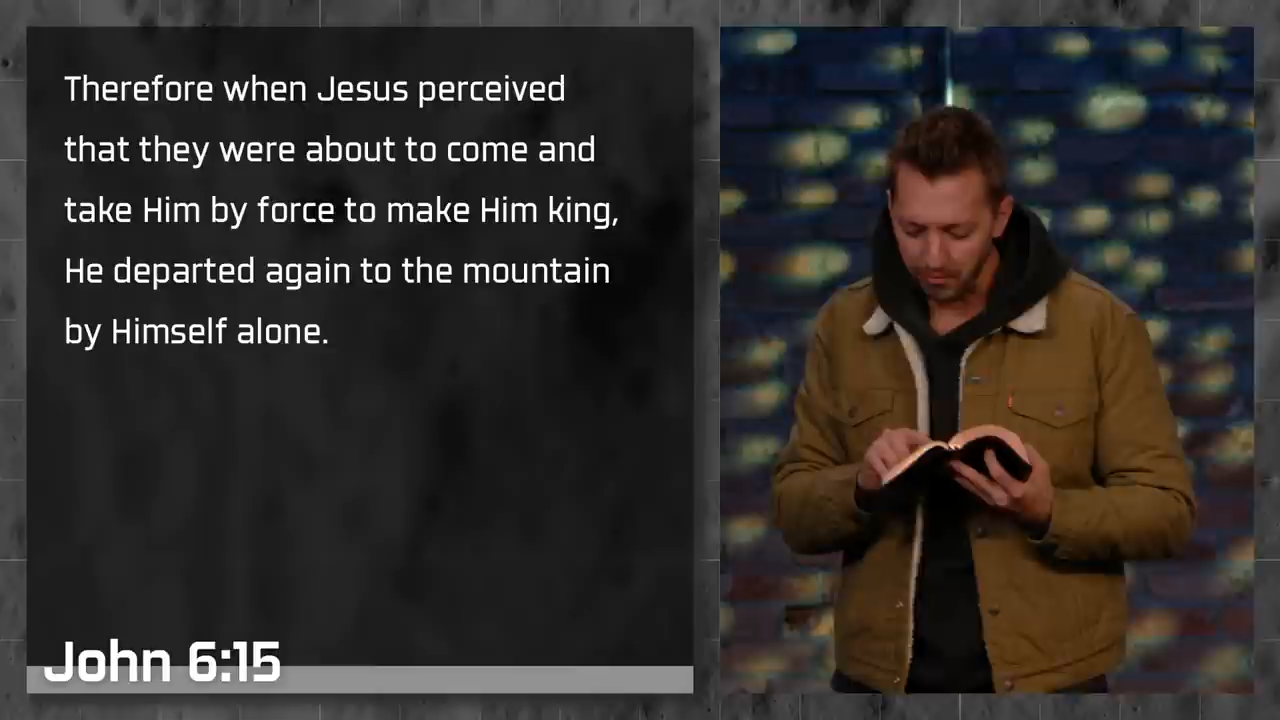 Therefore when Jesus perceived
that they were about to come and
take Him by force to make Him king,
He departed again to the mountain
by Himself alone.
John 6:15